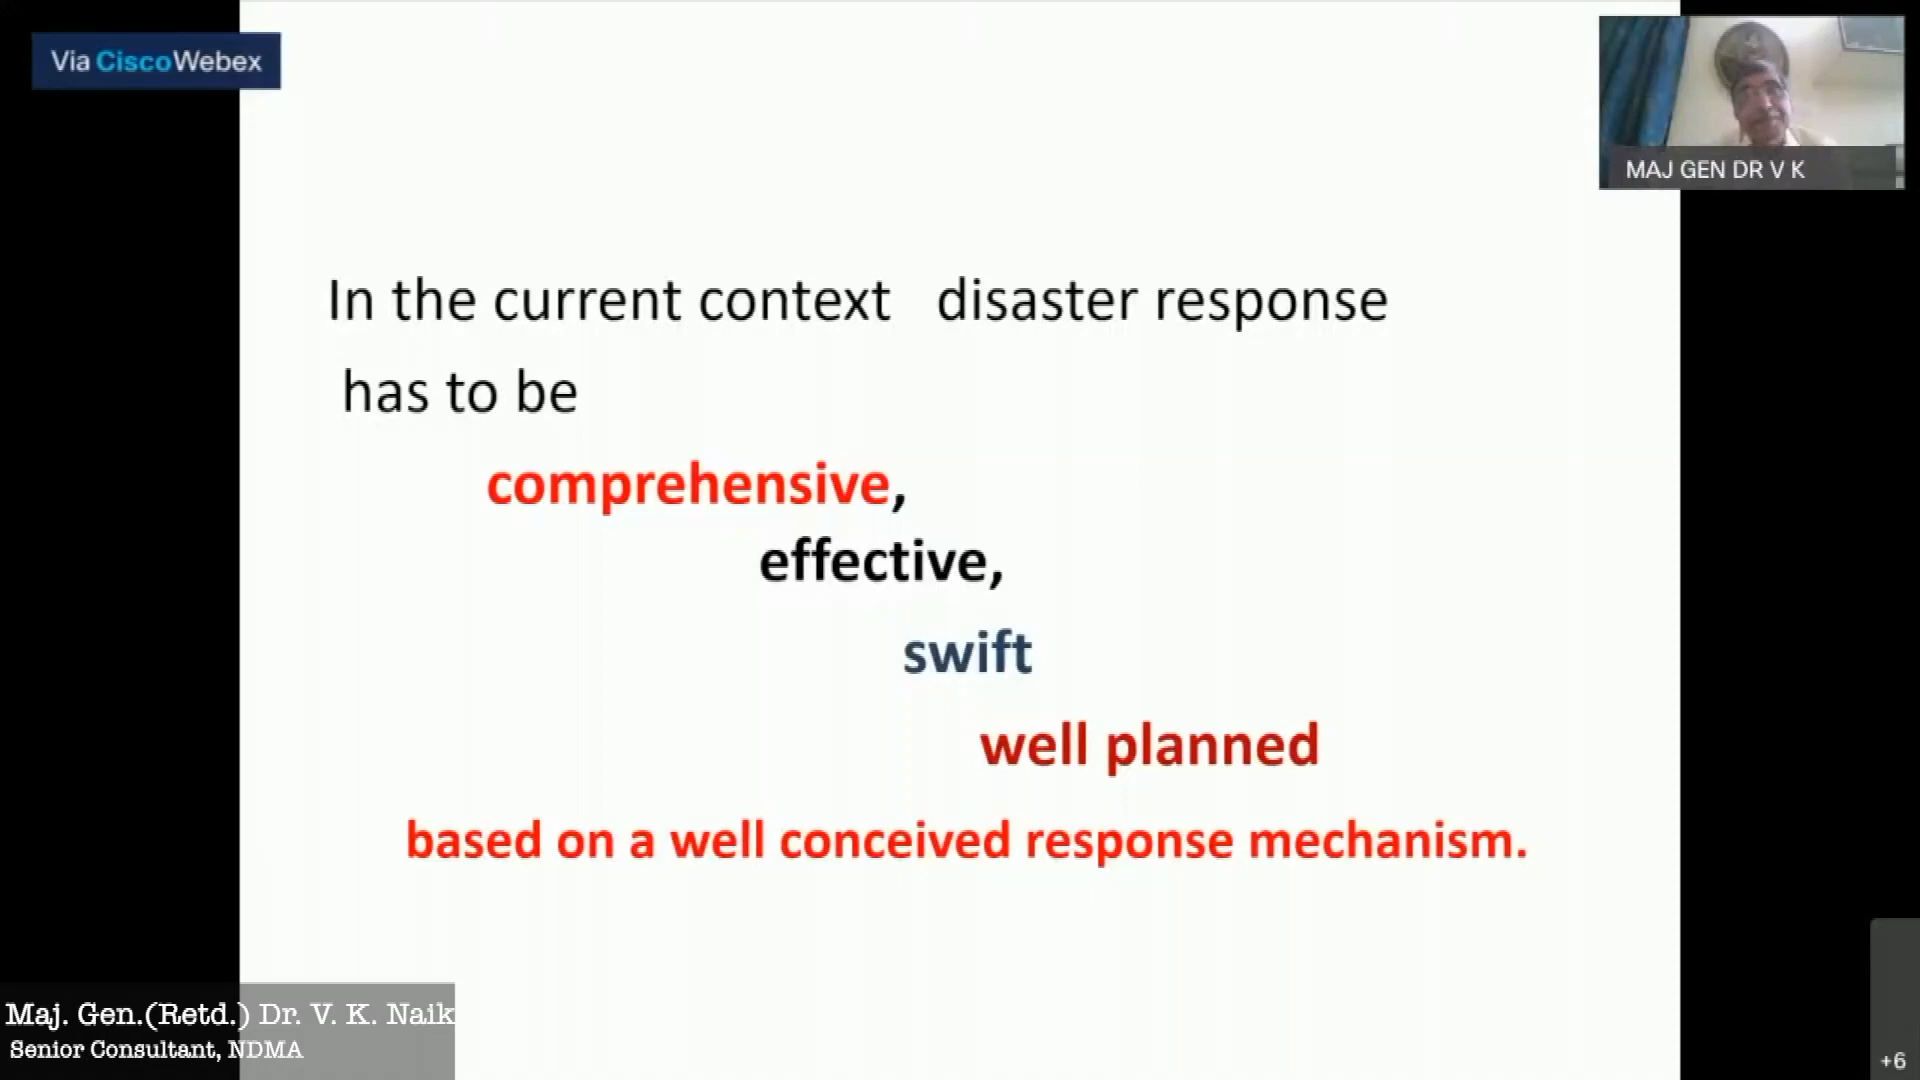 Via CiscoWebex
MAJ GEN DR V K
In the current context disaster response
has to be
comprehensive,
effective,
swift
well planned
based on a well conceived response mechanism.
Maj. Gen.(Retd.) Dr. V. K. Naik
Senior Consultant, NDMA
+6